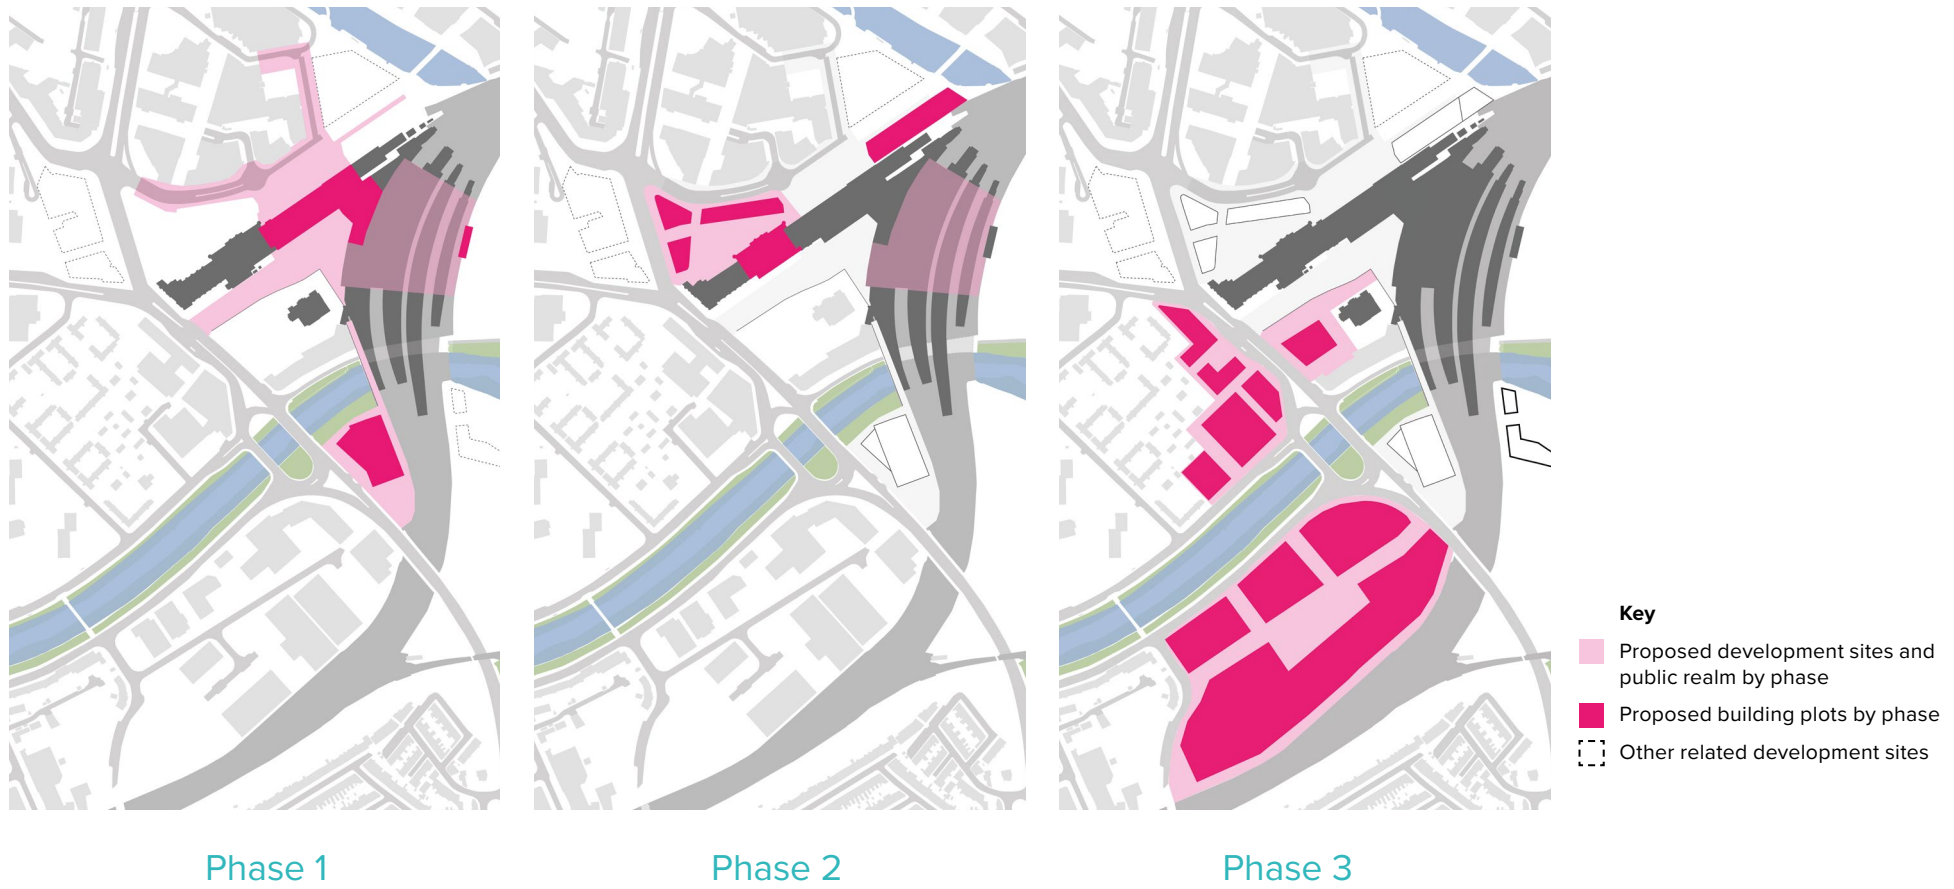 Key
Proposed development sites and
public realm by phase
Proposed building plots by phase
Other related development sites
Phase 1
Phase 2
Phase 3